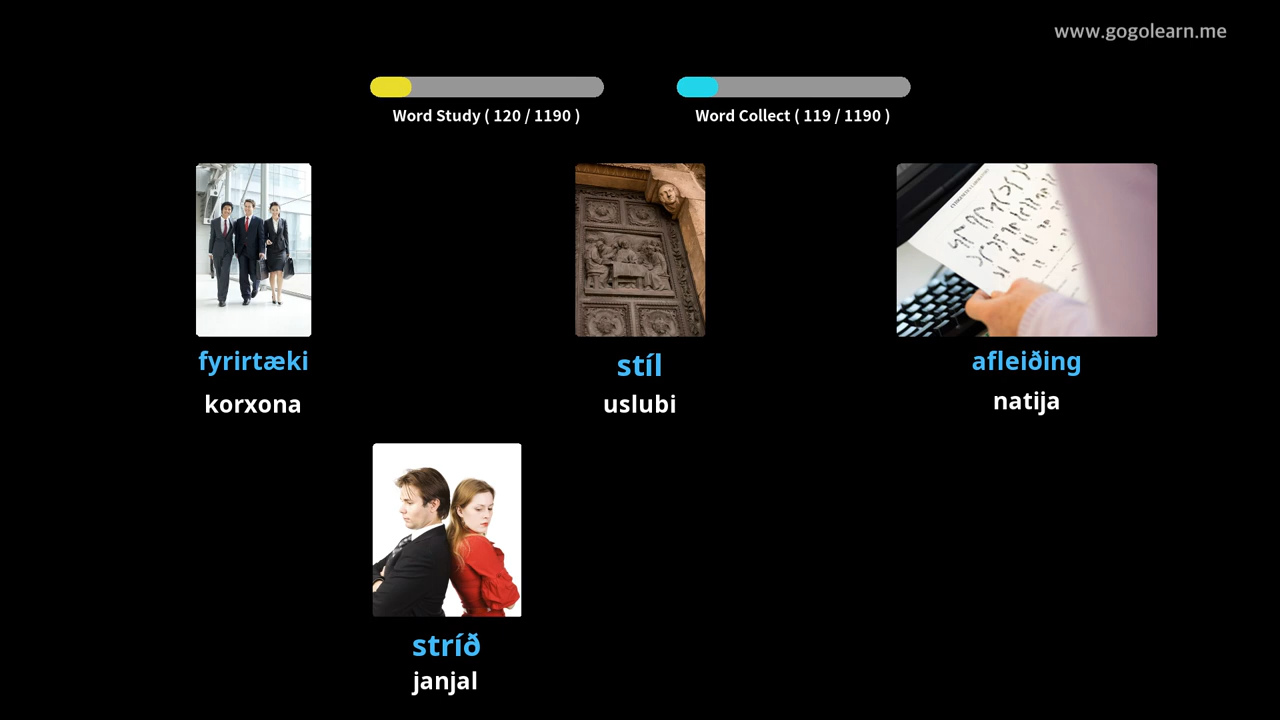 www.gogolearn.me
Word Study ( 120 / 1190 )
Word Collect ( 119 / 1190 )
fyrirtæki
korxona
stíl
uslubi
afleiðing
natija
stríð
janjal